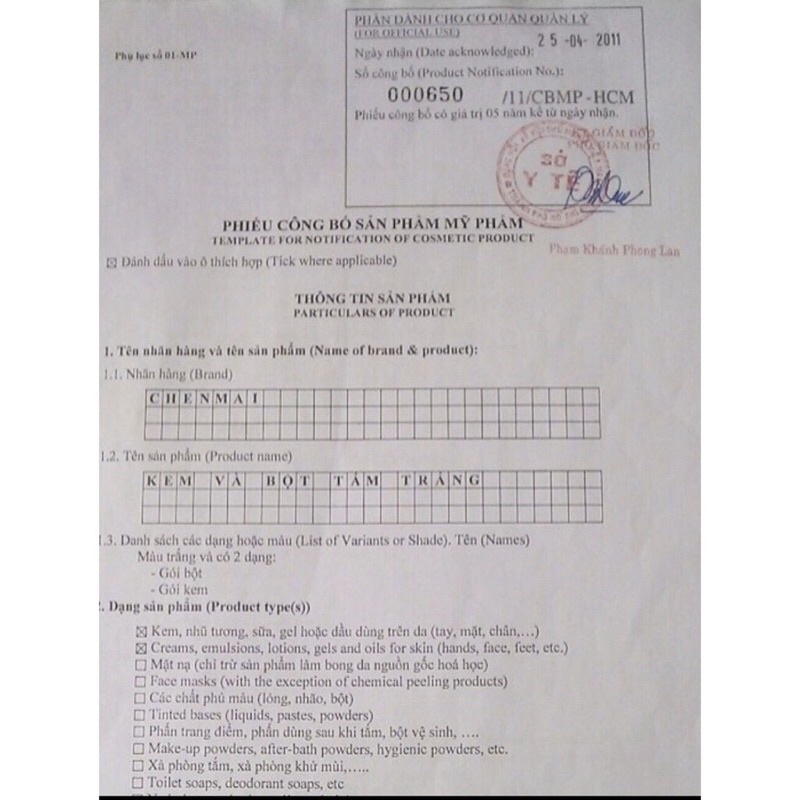 Phụ lục số 01-MP
PHẦN DÀNH CHO CƠ QUAN QUẢN LÝ
(FOR OFFICIAL USE)
Ngày nhận (Date acknowledged): 25-04-2011
Số công bố (Product Notification No.):
000650 /11/CBMP-HCM
Phiếu công bố có giá trị 05 năm kể từ ngày nhận.
GIÁM ĐỐC
PHÓ GIÁM ĐỐC
SỞ
Y TẾ
Phạm Khánh Phong Lan
PHIẾU CÔNG BỐ SẢN PHẨM MỸ PHẨM
TEMPLATE FOR NOTIFICATION OF COSMETIC PRODUCT
☒ Đánh dấu vào ô thích hợp (Tick where applicable)
THÔNG TIN SẢN PHẨM
PARTICULARS OF PRODUCT
1. Tên nhãn hàng và tên sản phẩm (Name of brand & product):
1.1. Nhãn hàng (Brand)
CHENMAI
1.2. Tên sản phẩm (Product name)
KEM VÀ BỘT TẮM TRẮNG
1.3. Danh sách các dạng hoặc màu (List of Variants or Shade). Tên (Names)
Màu trắng và có 2 dạng:
- Gói bột
- Gói kem
2. Dạng sản phẩm (Product type(s))
☒ Kem, nhũ tương, sữa, gel hoặc dầu dùng trên da (tay, mặt, chân,…)
☒ Creams, emulsions, lotions, gels and oils for skin (hands, face, feet, etc.)
☐ Mặt nạ (chỉ trừ sản phẩm làm bong da nguồn gốc hoá học)
☐ Face masks (with the exception of chemical peeling products)
☐ Các chất phủ màu (lỏng, nhão, bột)
☐ Tinted bases (liquids, pastes, powders)
☐ Phấn trang điểm, phấn dùng sau khi tắm, bột vệ sinh, ….
☐ Make-up powders, after-bath powders, hygienic powders, etc.
☐ Xà phòng tắm, xà phòng khử mùi,…..
☐ Toilet soaps, deodorant soaps, etc